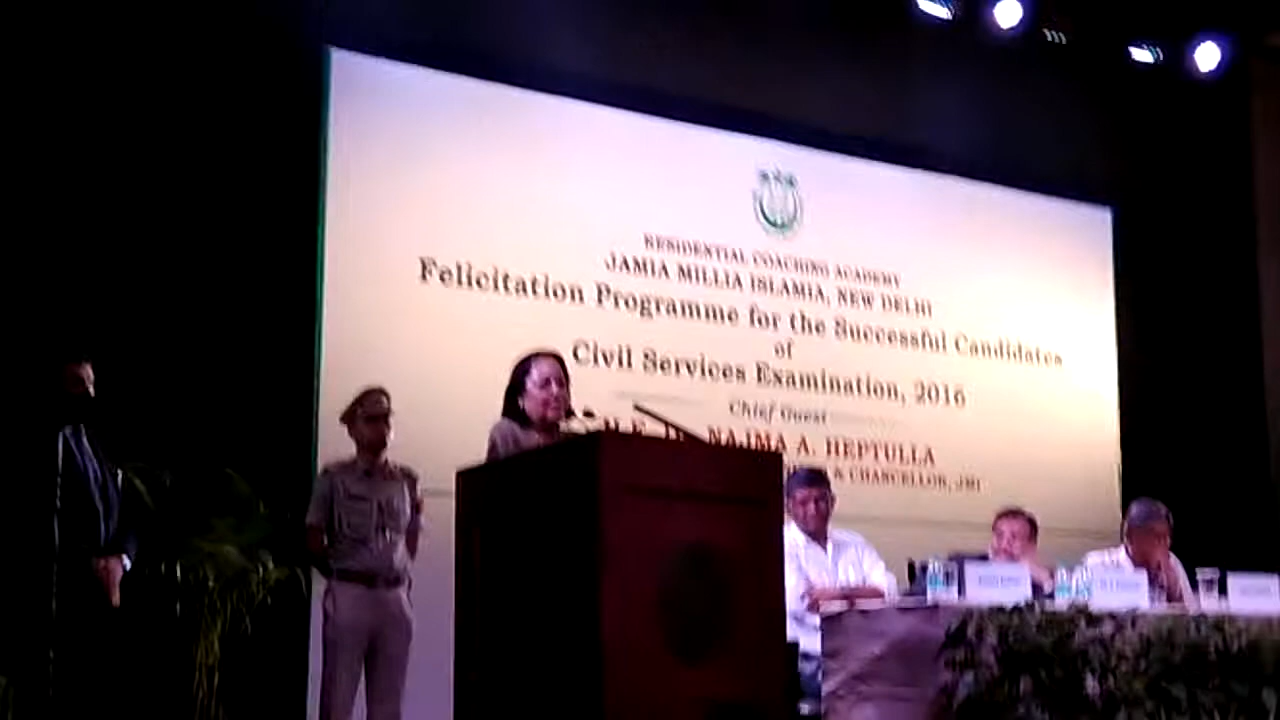 RESIDENTIAL COACHING ACADEMY
JAMIA MILLIA ISLAMIA, NEW DELHI
Felicitation Programme for the Successful Candidates
of
Civil Services Examination, 2016
Chief Guest
H.E. NAJMA A. HEPTULLA
& CHANCELLOR, JMI